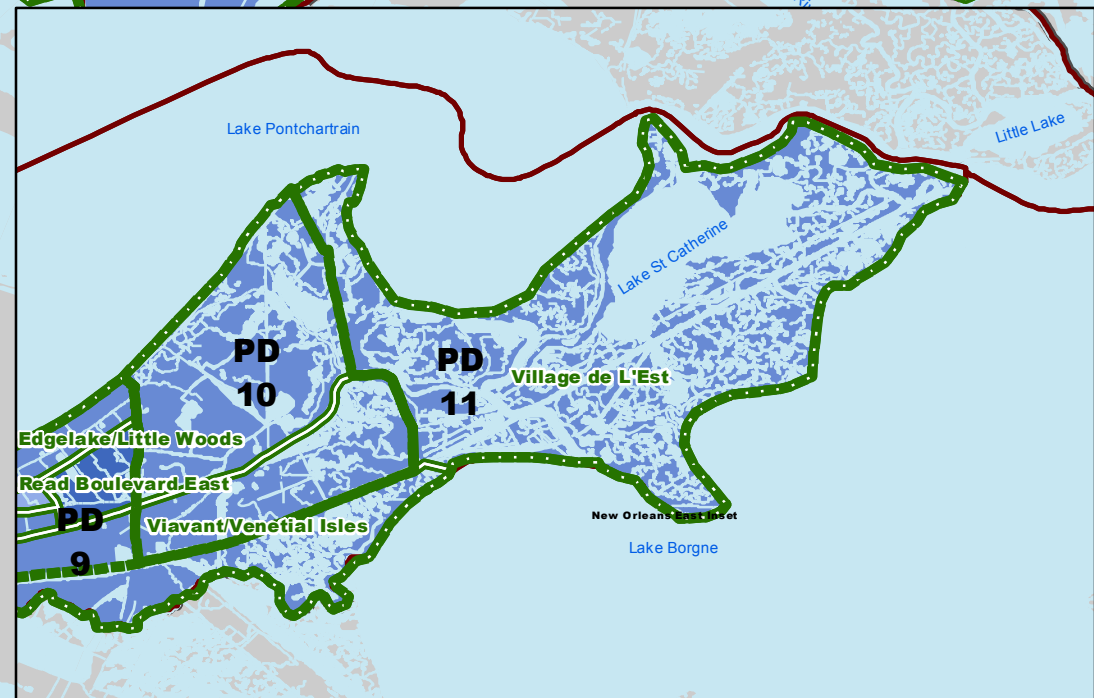 Lake Pontchartrain
Little Lake
Lake St Catherine
PD
10
PD
11
Village de L'Est
Edgelake/Little Woods
Read Boulevard East
PD
9
Viavant/Venetial Isles
New Orleans East Inset
Lake Borgne